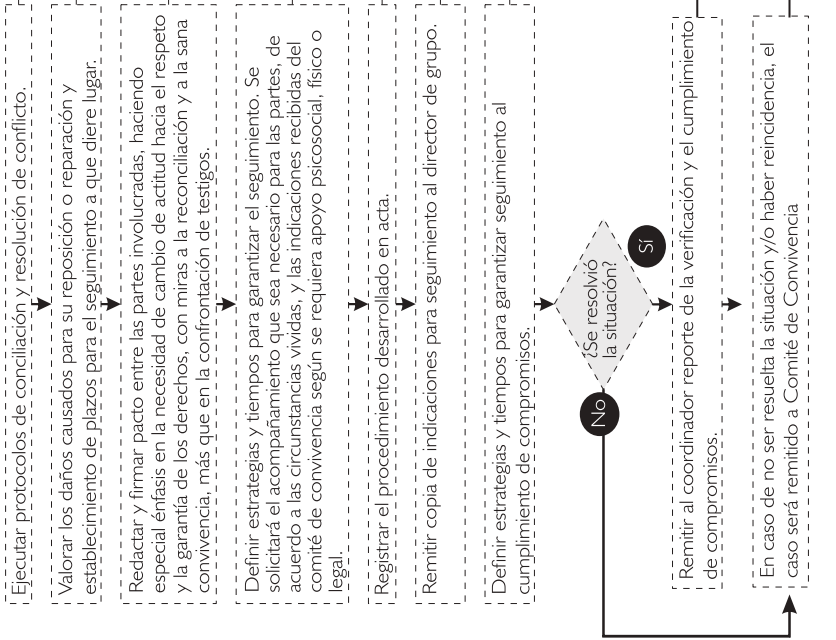 Ejecutar protocolos de conciliación y resolución de conflicto.
Valorar los daños causados para su reposición o reparación y
establecimiento de plazos para el seguimiento a que diere lugar.
Redactar y firmar pacto entre las partes involucradas, haciendo
especial énfasis en la necesidad de cambio de actitud hacia el respeto
y la garantía de los derechos, con miras a la reconciliación y a la sana
convivencia, más que en la confrontación de testigos.
Definir estrategias y tiempos para garantizar el seguimiento. Se
solicitará el acompañamiento que sea necesario para las partes, de
acuerdo a las circunstancias vividas, y las indicaciones recibidas del
comité de convivencia según se requiera apoyo psicosocial, físico o
legal.
Registrar el procedimiento desarrollado en acta.
Remitir copia de indicaciones para seguimiento al director de grupo.
Definir estrategias y tiempos para garantizar seguimiento al
cumplimiento de compromisos.
¿Se resolvió
la situación?
No
Sí
Remitir al coordinador reporte de la verificación y el cumplimiento
de compromisos.
En caso de no ser resuelta la situación y/o haber reincidencia, el
caso será remitido a Comité de Convivencia